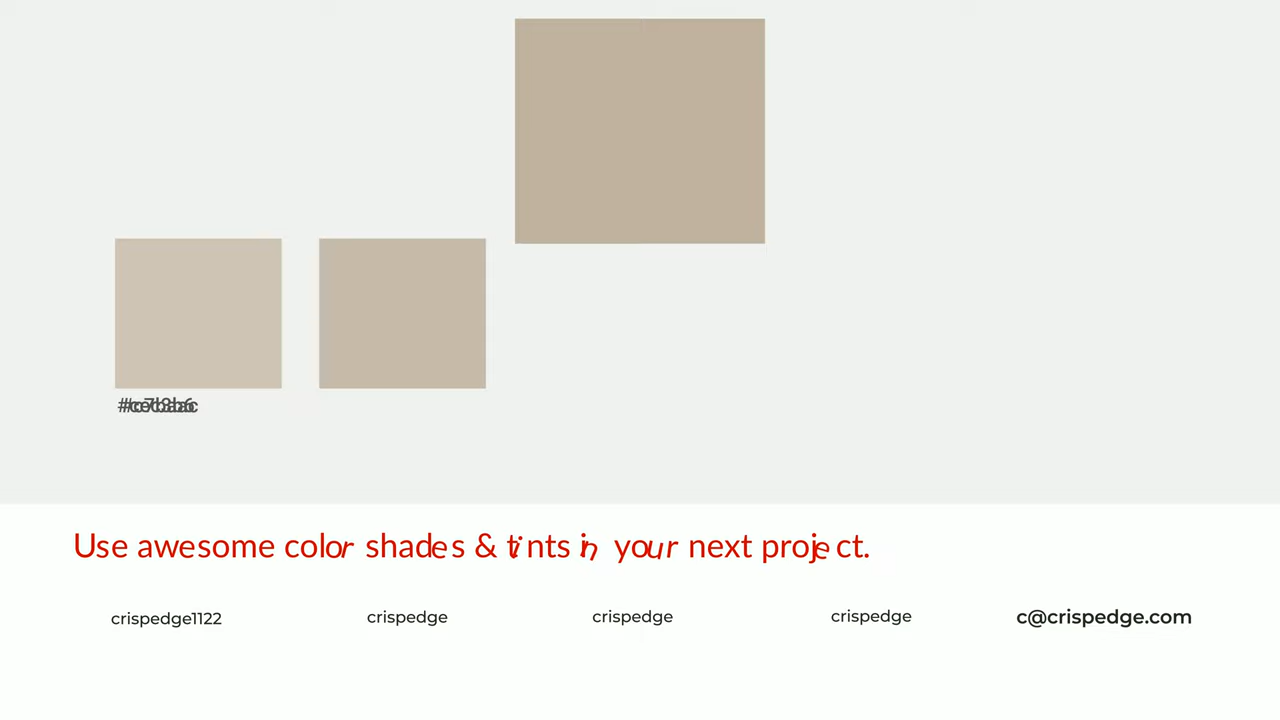 Use awesome color shades & tints in your next project.
crispedge1122 crispedge crispedge crispedge c@crispedge.com